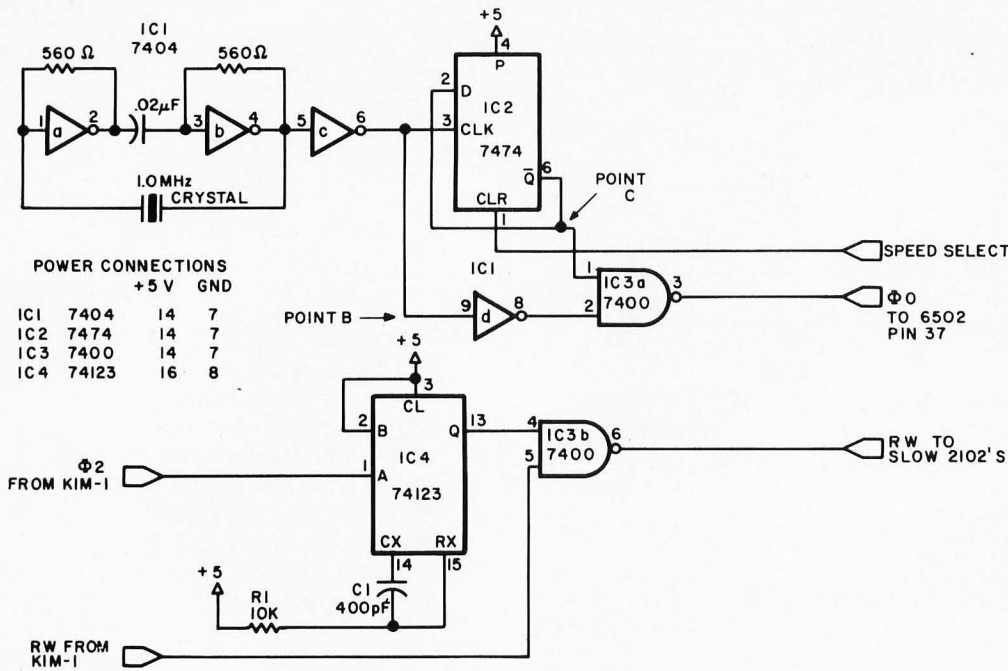 IC1
7404
560 Ω
560 Ω
.02µF
1
a
2
3
b
4
5
c
6
1.0MHz
CRYSTAL
+5
4
P
2
D
IC2
3
CLK
7474
6
Q̅
CLR
1
POINT
C
SPEED SELECT
POWER CONNECTIONS
+5 V GND
IC1 7404 14 7
IC2 7474 14 7
IC3 7400 14 7
IC4 74123 16 8
IC1
POINT B
9
d
8
1
2
IC3a
7400
3
Φ0
TO 6502
PIN 37
+5
3
CL
2
B
Q
13
IC4
1
A
74123
CX
RX
14
15
Φ2
FROM KIM-1
4
5
IC3b
7400
6
RW TO
SLOW 2102'S
+5
R1
10K
C1
400pF
RW FROM
KIM-1